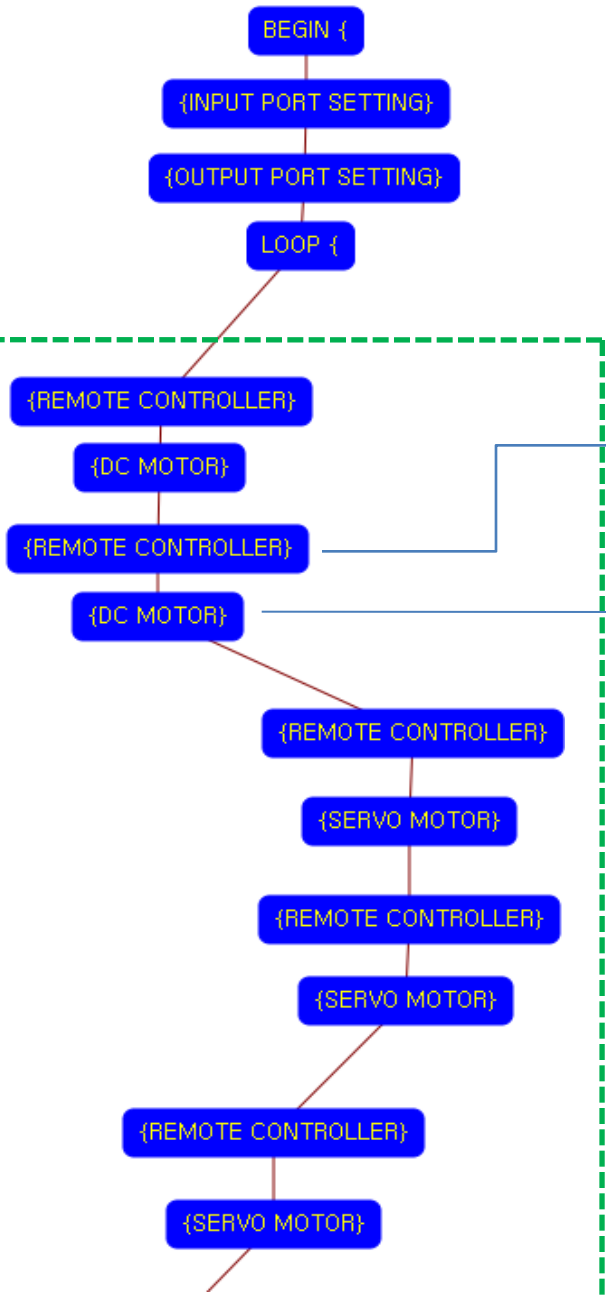 BEGIN {
{INPUT PORT SETTING}
{OUTPUT PORT SETTING}
LOOP {
{REMOTE CONTROLLER}
{DC MOTOR}
{REMOTE CONTROLLER}
{DC MOTOR}
{REMOTE CONTROLLER}
{SERVO MOTOR}
{REMOTE CONTROLLER}
{SERVO MOTOR}
{REMOTE CONTROLLER}
{SERVO MOTOR}